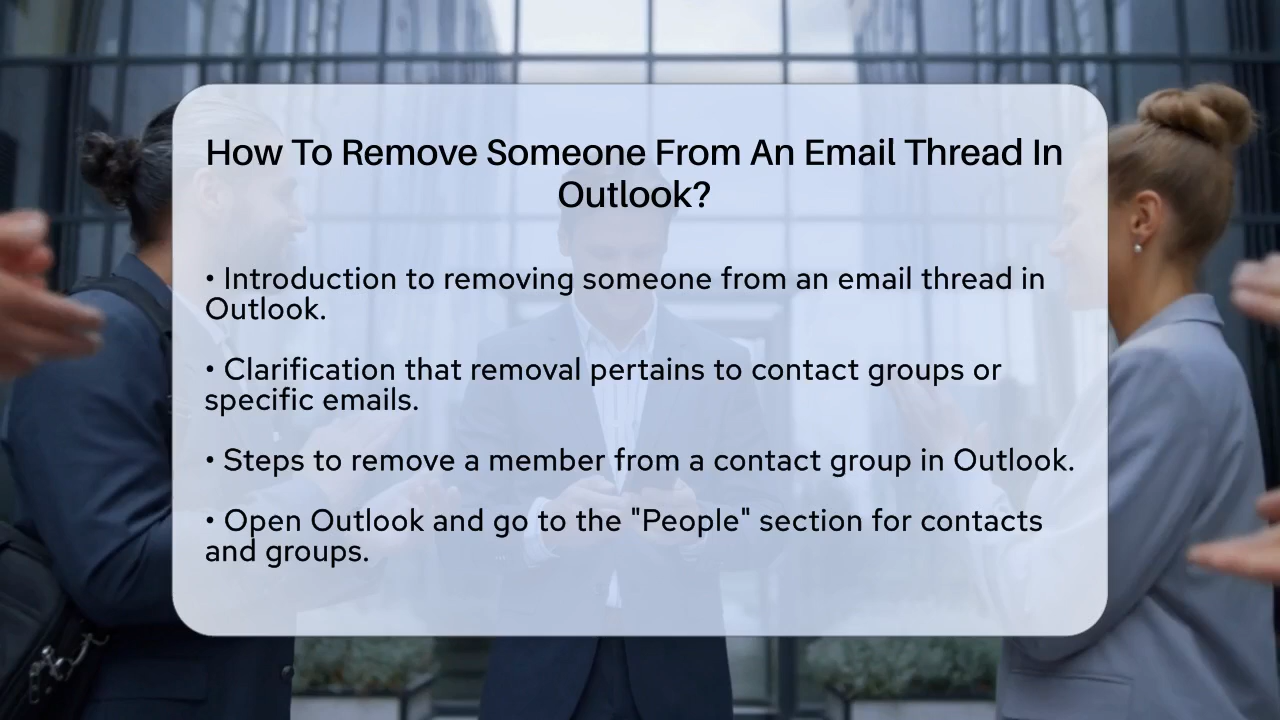 How To Remove Someone From An Email Thread In
Outlook?
• Introduction to removing someone from an email thread in
Outlook.
• Clarification that removal pertains to contact groups or
specific emails.
• Steps to remove a member from a contact group in Outlook.
• Open Outlook and go to the "People" section for contacts
and groups.